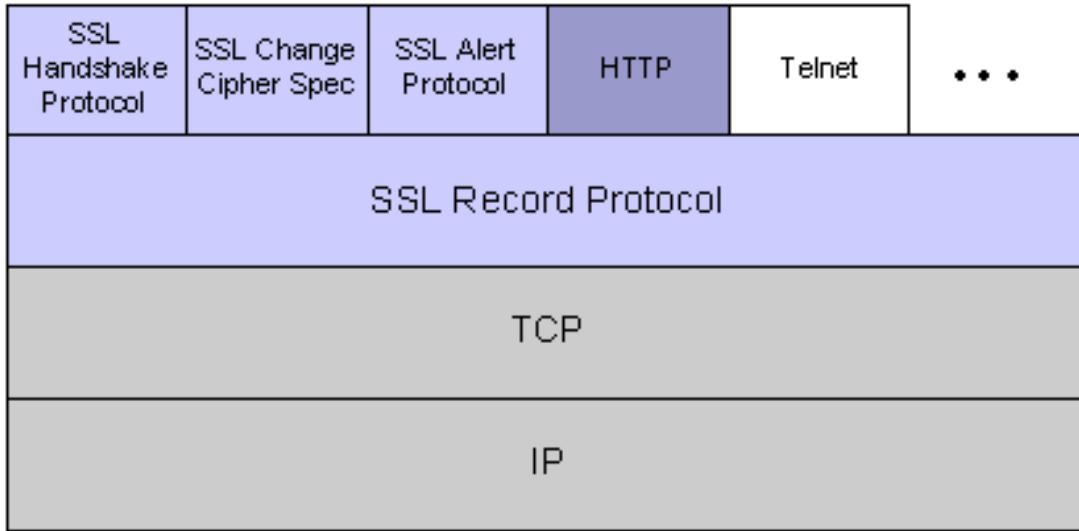 SSL
Handshake
Protocol
SSL Change
Cipher Spec
SSL Alert
Protocol
HTTP
Telnet
•••
SSL Record Protocol
TCP
IP